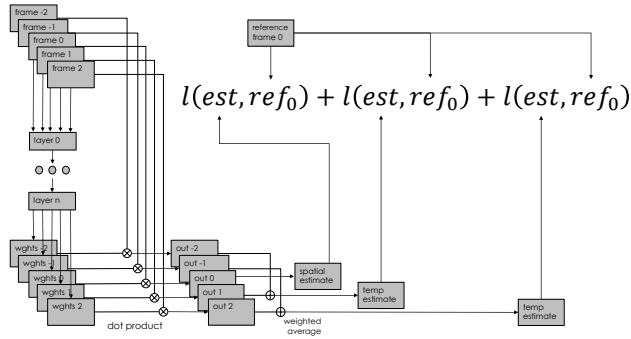 frame -2
frame -1
frame 0
frame 1
frame 2
reference
frame 0
l(est, ref₀) + l(est, ref₀) + l(est, ref₀)
layer 0
layer n
wghts -2
wghts -1
wghts 0
wghts 1
wghts 2
out -2
out -1
out 0
out 1
out 2
spatial
estimate
temp
estimate
temp
estimate
dot product
weighted
average